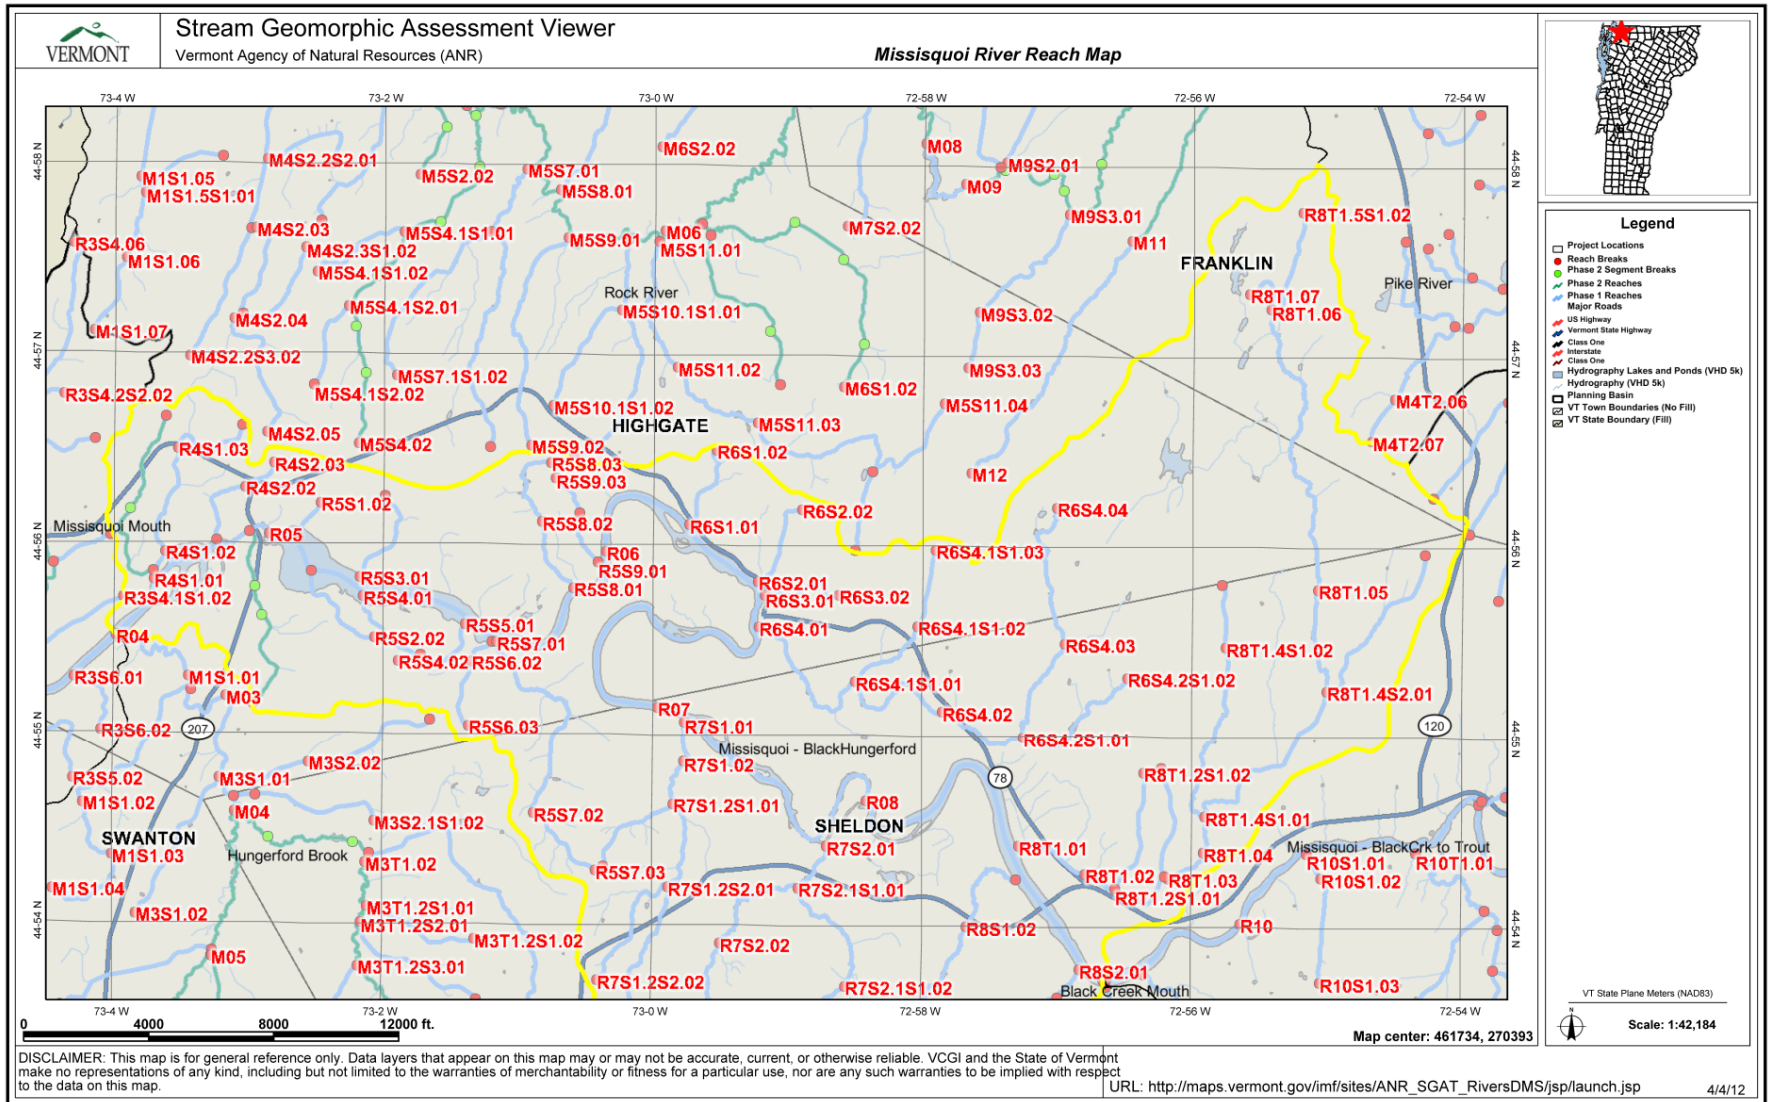 VERMONT
Stream Geomorphic Assessment Viewer
Vermont Agency of Natural Resources (ANR)
Missisquoi River Reach Map
73-4 W 73-2 W 73-0 W 72-58 W 72-56 W 72-54 W
44-58 N
44-57 N
44-56 N
44-55 N
44-54 N
M6S2.02 M08
M4S2.2S2.01 M5S2.02 M5S7.01 M9S2.01
M1S1.05 M5S8.01 M09
M1S1.5S1.01
M9S3.01 R8T1.5S1.02
M4S2.03 M5S4.1S1.01 M5S9.01 M06 M7S2.02
R3S4.06 M4S2.3S1.02 M5S11.01 M11
M1S1.06 M5S4.1S1.02 FRANKLIN
Rock River Pike River
M5S4.1S2.01 M5S10.1S1.01 R8T1.07
M4S2.04 M9S3.02 R8T1.06
M1S1.07
M4S2.2S3.02 M5S11.02 M9S3.03
M5S7.1S1.02
R3S4.2S2.02 M5S4.1S2.02 M6S1.02
M5S10.1S1.02 M5S11.04 M4T2.06
HIGHGATE M5S11.03
M4S2.05 M5S4.02 M5S9.02 M4T2.07
R4S1.03 R6S1.02
R4S2.03 R5S8.03
R4S2.02 R5S9.03 M12
R5S1.02 R6S2.02 R6S4.04
Missisquoi Mouth R5S8.02 R6S1.01
R05
R4S1.02 R06 R6S4.1S1.03
R4S1.01 R5S3.01 R5S9.01
R3S4.1S1.02 R5S4.01 R5S8.01 R6S2.01 R8T1.05
R6S3.01 R6S3.02
R04 R5S5.01 R6S4.01 R6S4.1S1.02
R5S2.02 R5S7.01 R6S4.03 R8T1.4S1.02
R5S4.02 R5S6.02
R3S6.01 M1S1.01 R6S4.1S1.01 R6S4.2S1.02
M03 R8T1.4S2.01
R07 R6S4.02
R3S6.02 207 R5S6.03 R7S1.01 120
R6S4.2S1.01
Missisquoi - BlackHungerford
M3S2.02 R7S1.02
R3S5.02 M3S1.01 78 R8T1.2S1.02
M1S1.02 R7S1.2S1.01 R08
M04 R5S7.02
M3S2.1S1.02 SHELDON R8T1.4S1.01
SWANTON
M1S1.03 Hungerford Brook R7S2.01 R8T1.01 Missisquoi - BlackCrk to Trout
M3T1.02 R8T1.04 R10S1.01 R10T1.01
R5S7.03 R8T1.02 R8T1.03 R10S1.02
M1S1.04 R7S1.2S2.01 R7S2.1S1.01 R8T1.2S1.01
M3S1.02 M3T1.2S1.01
M3T1.2S2.01 R8S1.02 R10
M3T1.2S1.02 R7S2.02
M05 M3T1.2S3.01 R8S2.01
R7S1.2S2.02 R7S2.1S1.02 Black Creek Mouth R10S1.03
44-58 N
44-57 N
44-56 N
44-55 N
44-54 N
73-4 W 73-2 W 73-0 W 72-58 W 72-56 W 72-54 W
0 4000 8000 12000 ft.
Map center: 461734, 270393
Legend
Project Locations
Reach Breaks
Phase 2 Segment Breaks
Phase 2 Reaches
Phase 1 Reaches
Major Roads
US Highway
Vermont State Highway
Class One
Interstate
Class One
Hydrography Lakes and Ponds (VHD 5k)
Hydrography (VHD 5k)
Planning Basin
VT Town Boundaries (No Fill)
VT State Boundary (Fill)
VT State Plane Meters (NAD83)
N
Scale: 1:42,184
DISCLAIMER: This map is for general reference only. Data layers that appear on this map may or may not be accurate, current, or otherwise reliable. VCGI and the State of Vermont
make no representations of any kind, including but not limited to the warranties of merchantability or fitness for a particular use, nor are any such warranties to be implied with respect
to the data on this map.
URL: http://maps.vermont.gov/imf/sites/ANR_SGAT_RiversDMS/jsp/launch.jsp
4/4/12